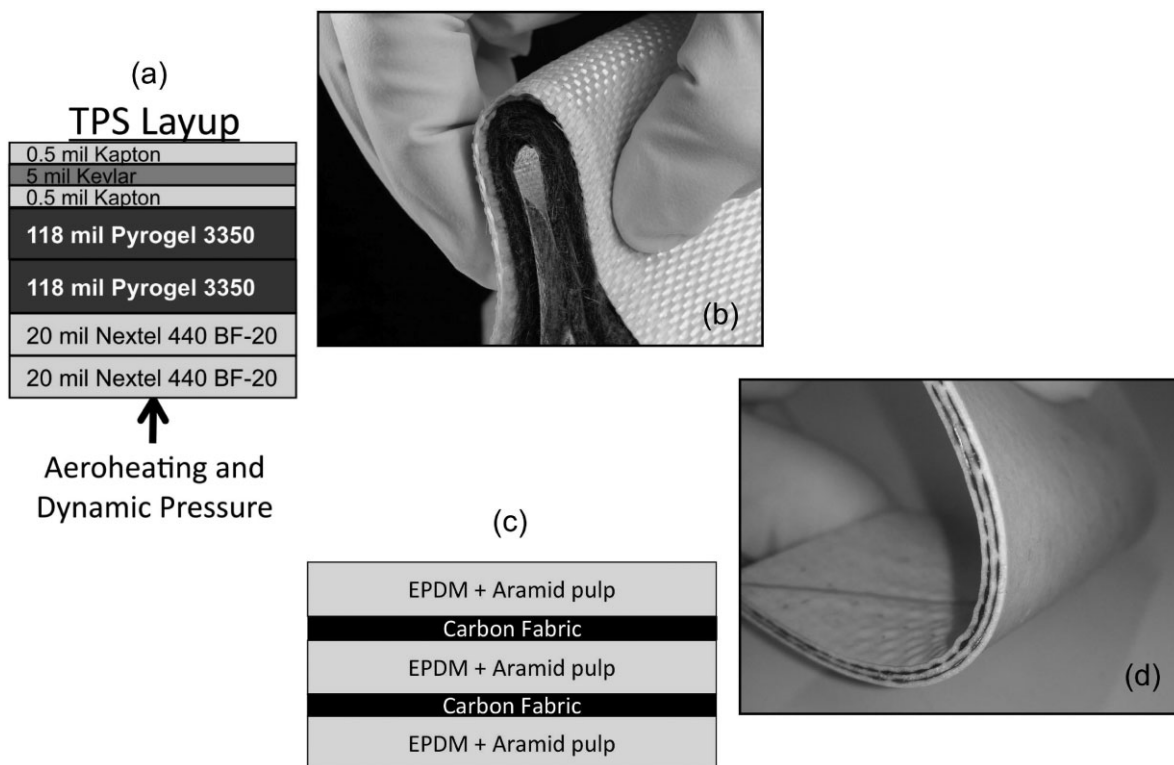 (a)
TPS Layup
0.5 mil Kapton
5 mil Kevlar
0.5 mil Kapton
118 mil Pyrogel 3350
118 mil Pyrogel 3350
20 mil Nextel 440 BF-20
20 mil Nextel 440 BF-20
Aeroheating and
Dynamic Pressure
(b)
(c)
EPDM + Aramid pulp
Carbon Fabric
EPDM + Aramid pulp
Carbon Fabric
EPDM + Aramid pulp
(d)